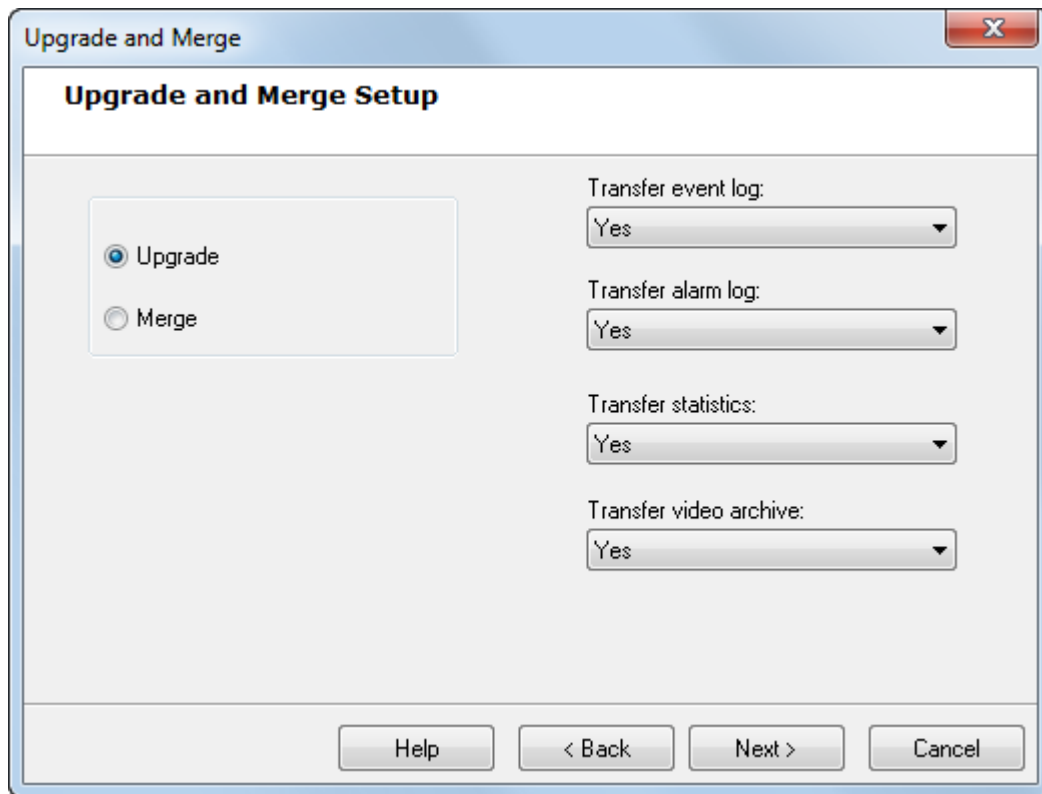 Upgrade and Merge
Upgrade and Merge Setup
Upgrade
Merge
Transfer event log:
Yes
Transfer alarm log:
Yes
Transfer statistics:
Yes
Transfer video archive:
Yes
Help
< Back
Next >
Cancel